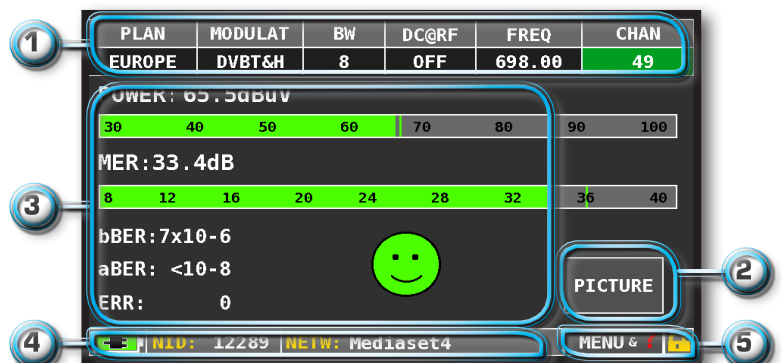 1
PLAN MODULAT BW DC@RF FREQ CHAN
EUROPE DVBT&H 8 OFF 698.00 49
POWER: 65.5dBuV
30 40 50 60 70 80 90 100
MER:33.4dB
8 12 16 20 24 28 32 36 40
3
bBER:7x10-6
aBER: <10-8
2
PICTURE
ERR: 0
4
NID: 12289 NETW: Mediaset4
MENU &
5